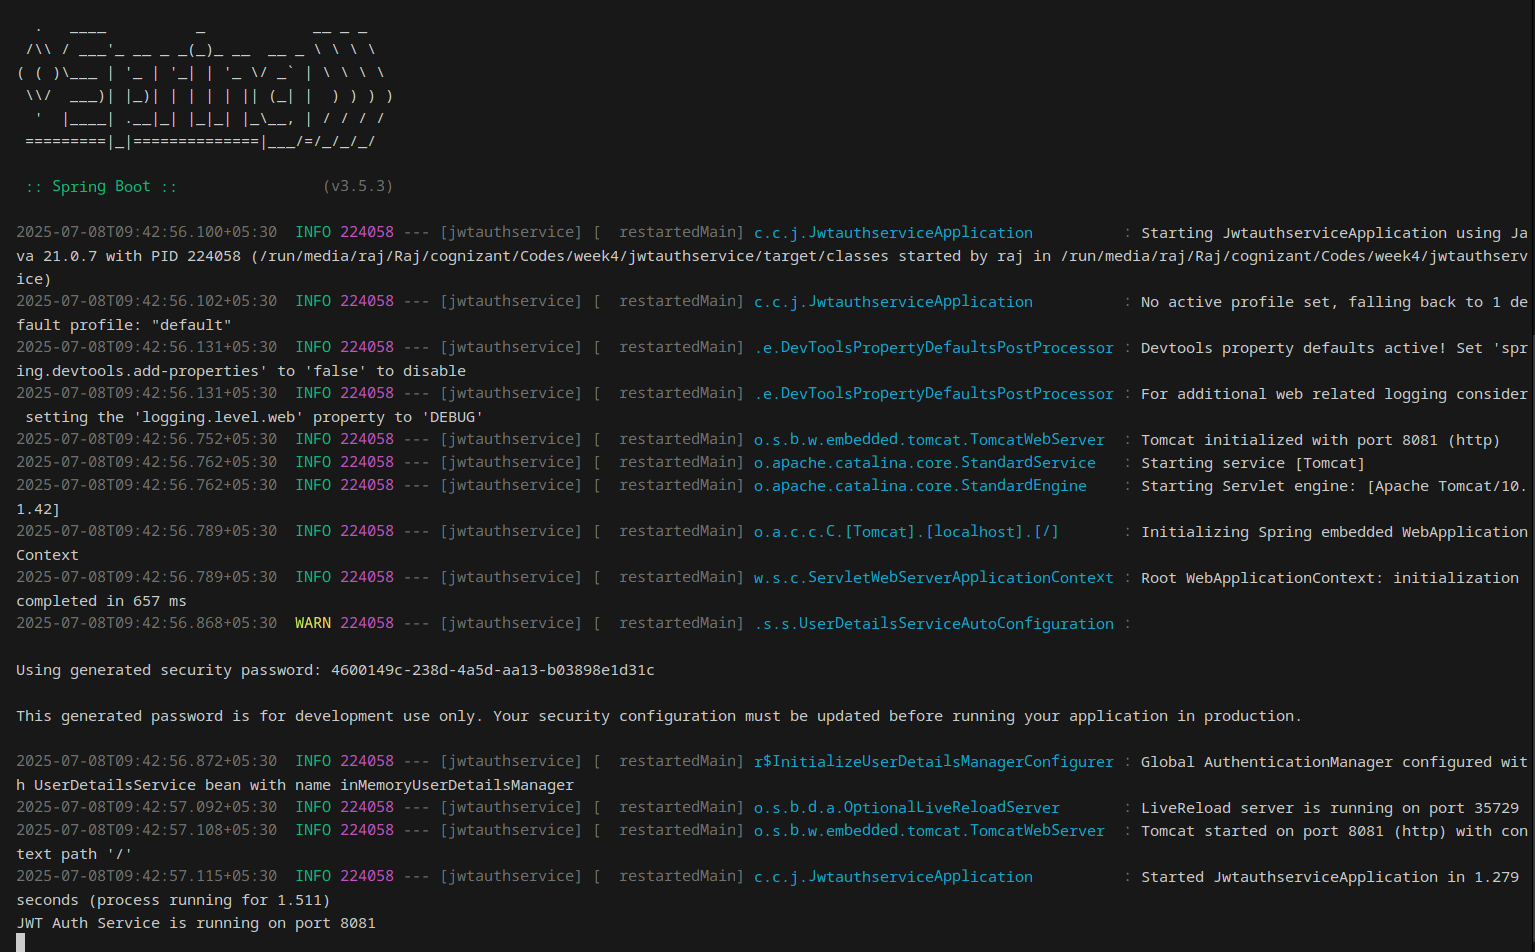 .   ____          _            __ _ _
 /\\ / ___'_ __ _ _(_)_ __  __ _ \ \ \ \
( ( )\___ | '_ | '_| | '_ \/ _` | \ \ \ \
 \\/  ___)| |_)| | | | | || (_| |  ) ) ) )
  '  |____| .__|_| |_|_| |_\__, | / / / /
 =========|_|==============|___/=/_/_/_/
 :: Spring Boot ::                (v3.5.3)
2025-07-08T09:42:56.100+05:30  INFO 224058 --- [jwtauthservice] [  restartedMain] c.c.j.JwtauthserviceApplication          : Starting JwtauthserviceApplication using Ja
va 21.0.7 with PID 224058 (/run/media/raj/Raj/cognizant/Codes/week4/jwtauthservice/target/classes started by raj in /run/media/raj/Raj/cognizant/Codes/week4/jwtauthserv
ice)
2025-07-08T09:42:56.102+05:30  INFO 224058 --- [jwtauthservice] [  restartedMain] c.c.j.JwtauthserviceApplication          : No active profile set, falling back to 1 de
fault profile: "default"
2025-07-08T09:42:56.131+05:30  INFO 224058 --- [jwtauthservice] [  restartedMain] .e.DevToolsPropertyDefaultsPostProcessor : Devtools property defaults active! Set 'spr
ing.devtools.add-properties' to 'false' to disable
2025-07-08T09:42:56.131+05:30  INFO 224058 --- [jwtauthservice] [  restartedMain] .e.DevToolsPropertyDefaultsPostProcessor : For additional web related logging consider
 setting the 'logging.level.web' property to 'DEBUG'
2025-07-08T09:42:56.752+05:30  INFO 224058 --- [jwtauthservice] [  restartedMain] o.s.b.w.embedded.tomcat.TomcatWebServer  : Tomcat initialized with port 8081 (http)
2025-07-08T09:42:56.762+05:30  INFO 224058 --- [jwtauthservice] [  restartedMain] o.apache.catalina.core.StandardService   : Starting service [Tomcat]
2025-07-08T09:42:56.762+05:30  INFO 224058 --- [jwtauthservice] [  restartedMain] o.apache.catalina.core.StandardEngine    : Starting Servlet engine: [Apache Tomcat/10.
1.42]
2025-07-08T09:42:56.789+05:30  INFO 224058 --- [jwtauthservice] [  restartedMain] o.a.c.c.C.[Tomcat].[localhost].[/]       : Initializing Spring embedded WebApplication
Context
2025-07-08T09:42:56.789+05:30  INFO 224058 --- [jwtauthservice] [  restartedMain] w.s.c.ServletWebServerApplicationContext : Root WebApplicationContext: initialization
completed in 657 ms
2025-07-08T09:42:56.868+05:30  WARN 224058 --- [jwtauthservice] [  restartedMain] .s.s.UserDetailsServiceAutoConfiguration :
Using generated security password: 4600149c-238d-4a5d-aa13-b03898e1d31c
This generated password is for development use only. Your security configuration must be updated before running your application in production.
2025-07-08T09:42:56.872+05:30  INFO 224058 --- [jwtauthservice] [  restartedMain] r$InitializeUserDetailsManagerConfigurer : Global AuthenticationManager configured wit
h UserDetailsService bean with name inMemoryUserDetailsManager
2025-07-08T09:42:57.092+05:30  INFO 224058 --- [jwtauthservice] [  restartedMain] o.s.b.d.a.OptionalLiveReloadServer       : LiveReload server is running on port 35729
2025-07-08T09:42:57.108+05:30  INFO 224058 --- [jwtauthservice] [  restartedMain] o.s.b.w.embedded.tomcat.TomcatWebServer  : Tomcat started on port 8081 (http) with con
text path '/'
2025-07-08T09:42:57.115+05:30  INFO 224058 --- [jwtauthservice] [  restartedMain] c.c.j.JwtauthserviceApplication          : Started JwtauthserviceApplication in 1.279
seconds (process running for 1.511)
JWT Auth Service is running on port 8081